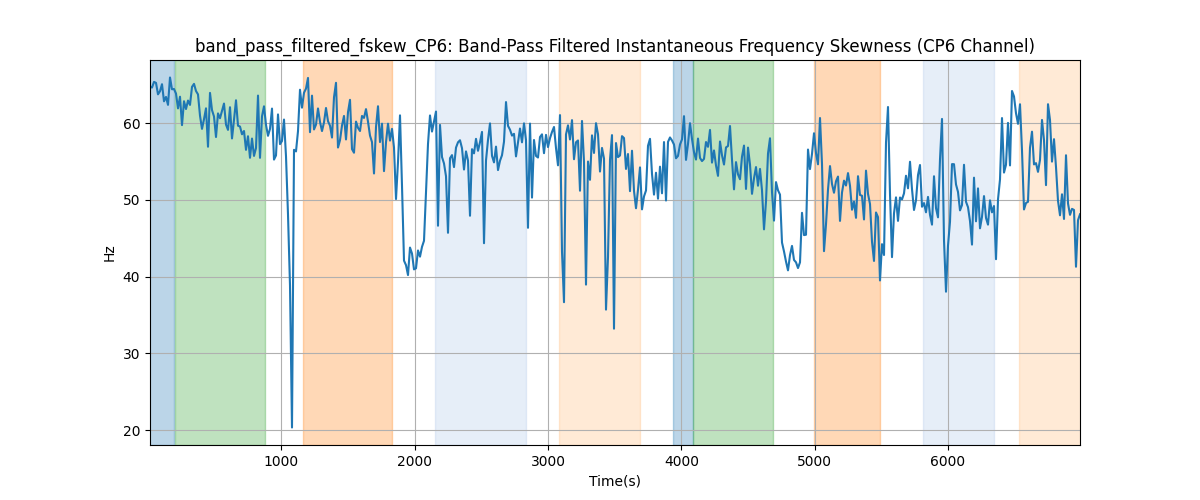 band_pass_filtered_fskew_CP6: Band-Pass Filtered Instantaneous Frequency Skewness (CP6 Channel)
60
50
40
30
20
Hz
1000 2000 3000 4000 5000 6000
Time(s)